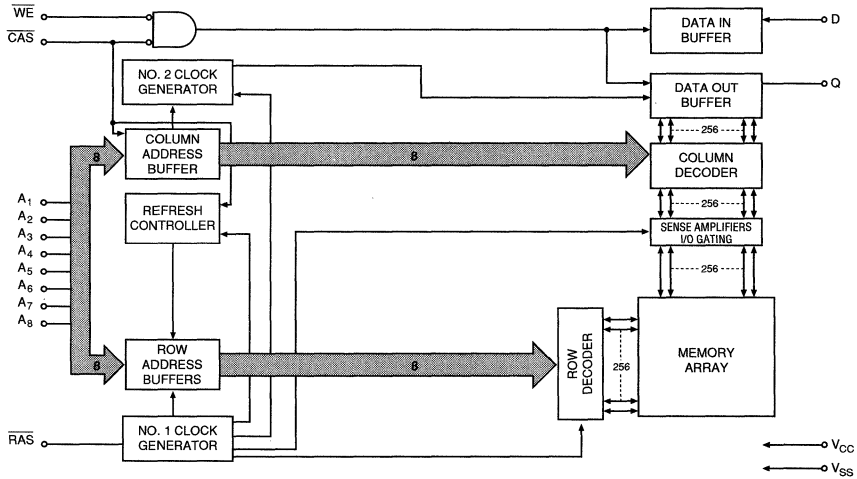 WE
CAS
NO. 2 CLOCK
GENERATOR
DATA IN
BUFFER
D
DATA OUT
BUFFER
Q
256
8
COLUMN
ADDRESS
BUFFER
8
COLUMN
DECODER
256
REFRESH
CONTROLLER
SENSE AMPLIFIERS
I/O GATING
256
A1
A2
A3
A4
A5
A6
A7
A8
8
ROW
ADDRESS
BUFFERS
8
ROW
DECODER
256
MEMORY
ARRAY
RAS
NO. 1 CLOCK
GENERATOR
VCC
VSS